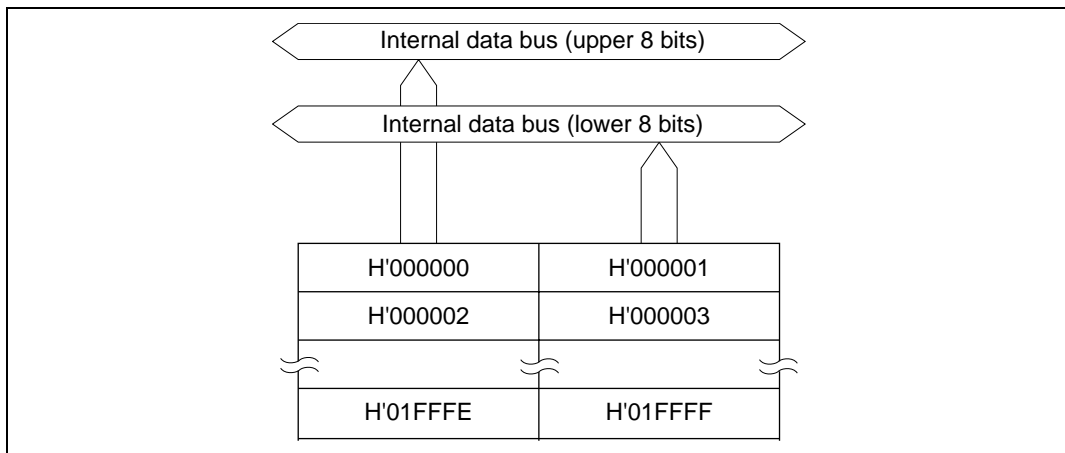 Internal data bus (upper 8 bits)
Internal data bus (lower 8 bits)
H'000000 H'000001
H'000002 H'000003
H'01FFFE H'01FFFF